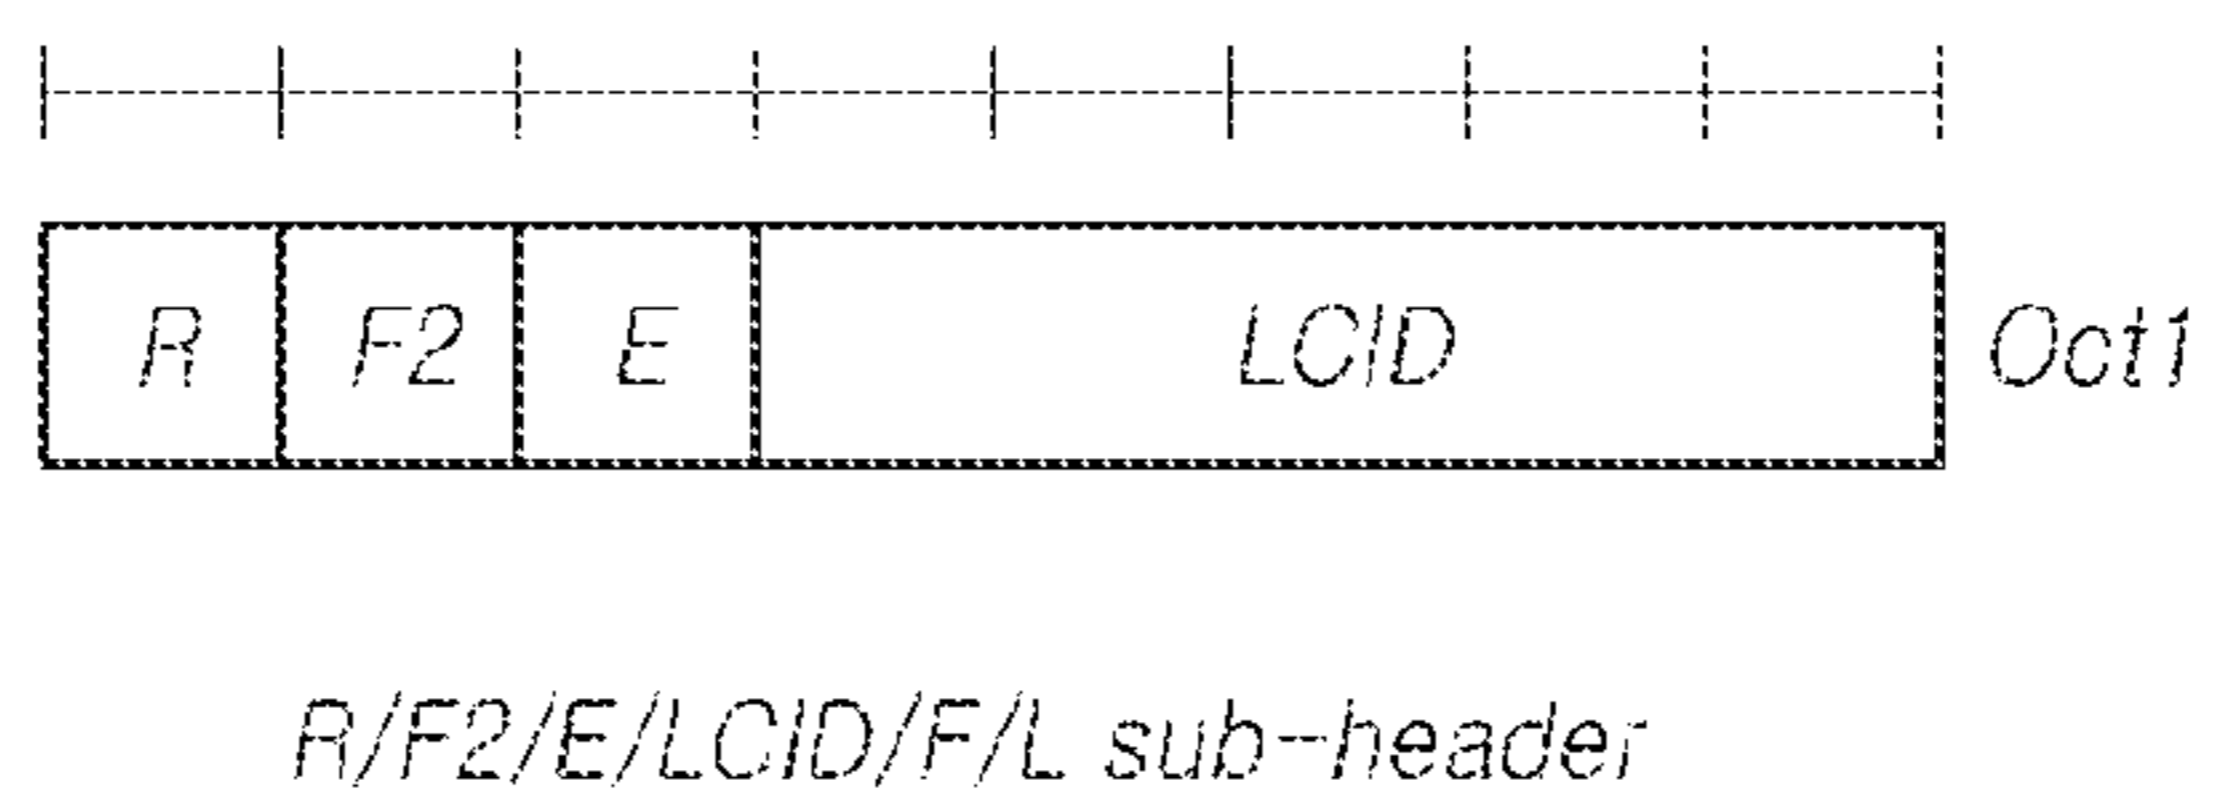 R F2 E LCID Oct1
R/F2/E/LCID/F/L sub-header